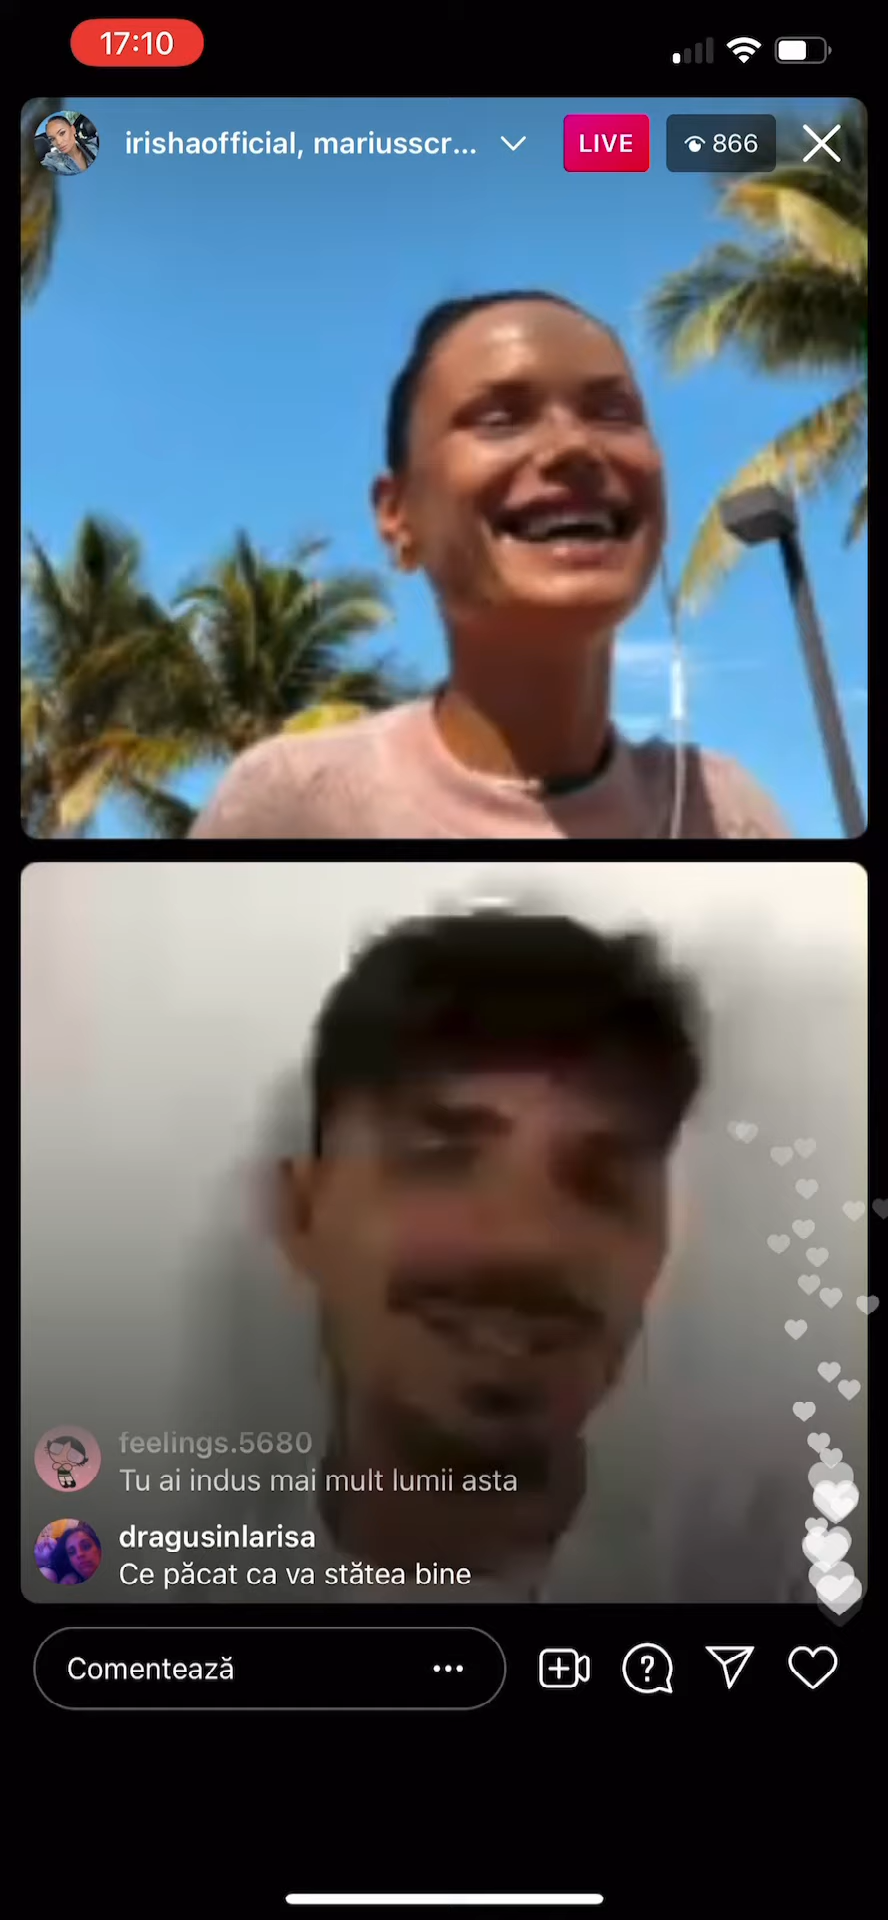 17:10
irishaofficial, mariusscr...
LIVE
866
feelings.5680
Tu ai indus mai mult lumii asta
dragusinlarisa
Ce păcat ca va stătea bine
Comentează